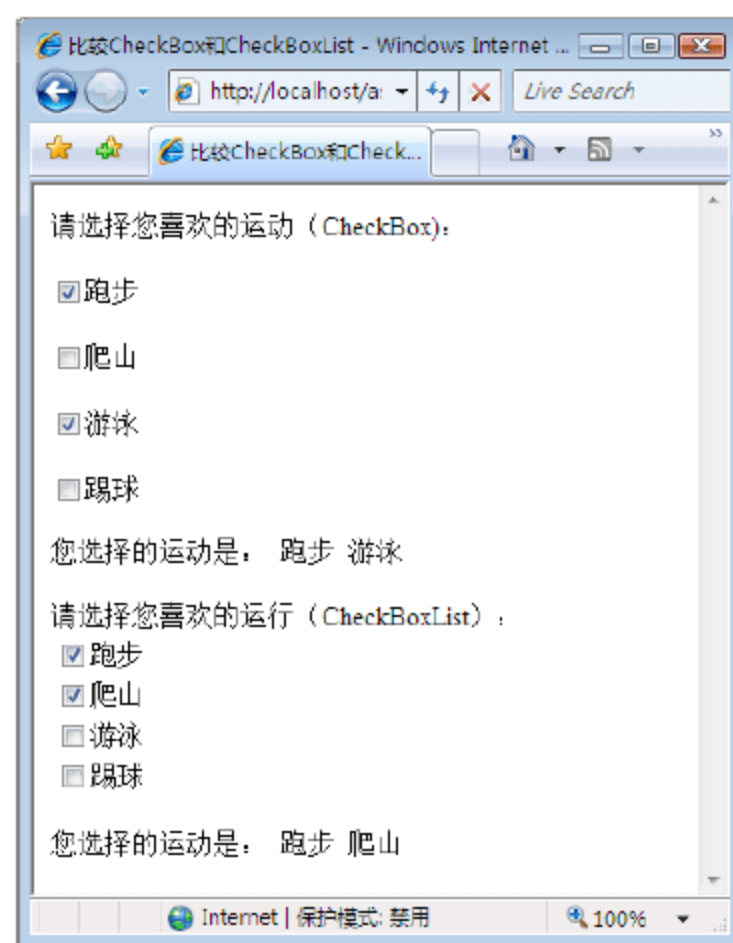 比较CheckBox和CheckBoxList - Windows Internet ...
http://localhost/a
Live Search
比较CheckBox和Check...
请选择您喜欢的运动（CheckBox):
跑步
爬山
游泳
踢球
您选择的运动是： 跑步 游泳
请选择您喜欢的运行（CheckBoxList）:
跑步
爬山
游泳
踢球
您选择的运动是： 跑步 爬山
Internet | 保护模式: 禁用
100%